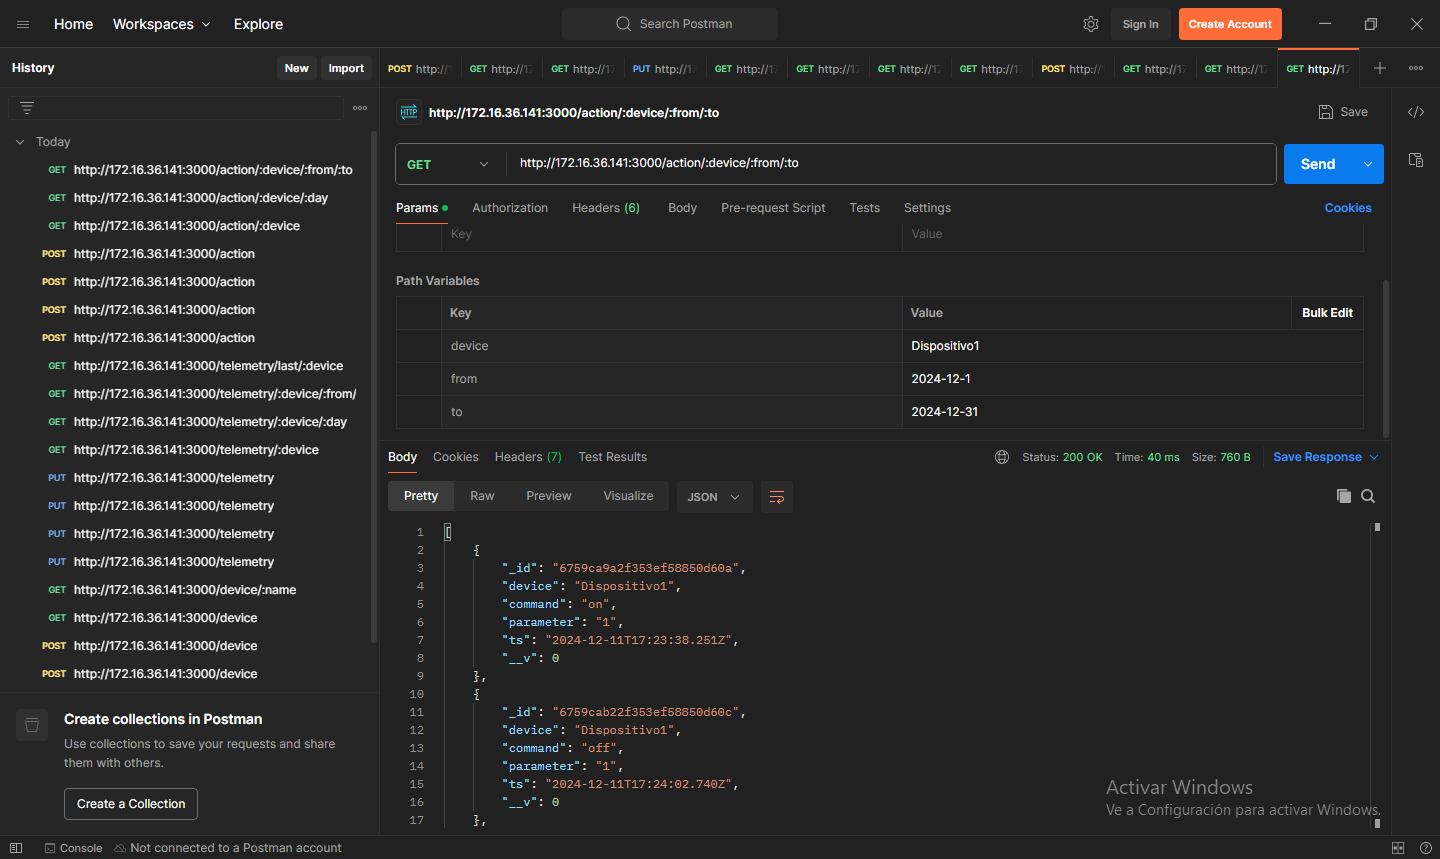 Home Workspaces Explore Search Postman Sign In Create Account
History New Import
POST http:// GET http://17 GET http://17 PUT http://17 GET http://17 GET http://17 GET http://17 GET http://17 POST http:// GET http://17 GET http://17 GET http://17
HTTP http://172.16.36.141:3000/action/:device/:from/:to Save
Today
GET http://172.16.36.141:3000/action/:device/:from/:to
GET http://172.16.36.141:3000/action/:device/:day
GET http://172.16.36.141:3000/action/:device
POST http://172.16.36.141:3000/action
POST http://172.16.36.141:3000/action
POST http://172.16.36.141:3000/action
POST http://172.16.36.141:3000/action
GET http://172.16.36.141:3000/telemetry/last/:device
GET http://172.16.36.141:3000/telemetry/:device/:from/
GET http://172.16.36.141:3000/telemetry/:device/:day
GET http://172.16.36.141:3000/telemetry/:device
PUT http://172.16.36.141:3000/telemetry
PUT http://172.16.36.141:3000/telemetry
PUT http://172.16.36.141:3000/telemetry
PUT http://172.16.36.141:3000/telemetry
GET http://172.16.36.141:3000/device/:name
GET http://172.16.36.141:3000/device
POST http://172.16.36.141:3000/device
POST http://172.16.36.141:3000/device
Create collections in Postman
Use collections to save your requests and share
them with others.
Create a Collection
GET http://172.16.36.141:3000/action/:device/:from/:to Send
Params Authorization Headers (6) Body Pre-request Script Tests Settings Cookies
Key Value
Path Variables
Key Value Bulk Edit
device Dispositivo1
from 2024-12-1
to 2024-12-31
Body Cookies Headers (7) Test Results Status: 200 OK Time: 40 ms Size: 760 B Save Response
Pretty Raw Preview Visualize JSON
1 [
2 {
3 "_id": "6759ca9a2f353ef58850d60a",
4 "device": "Dispositivo1",
5 "command": "on",
6 "parameter": "1",
7 "ts": "2024-12-11T17:23:38.251Z",
8 "__v": 0
9 },
10 {
11 "_id": "6759cab22f353ef58850d60c",
12 "device": "Dispositivo1",
13 "command": "off",
14 "parameter": "1",
15 "ts": "2024-12-11T17:24:02.740Z",
16 "__v": 0
17 },
Activar Windows
Ve a Configuración para activar Windows.
Console Not connected to a Postman account